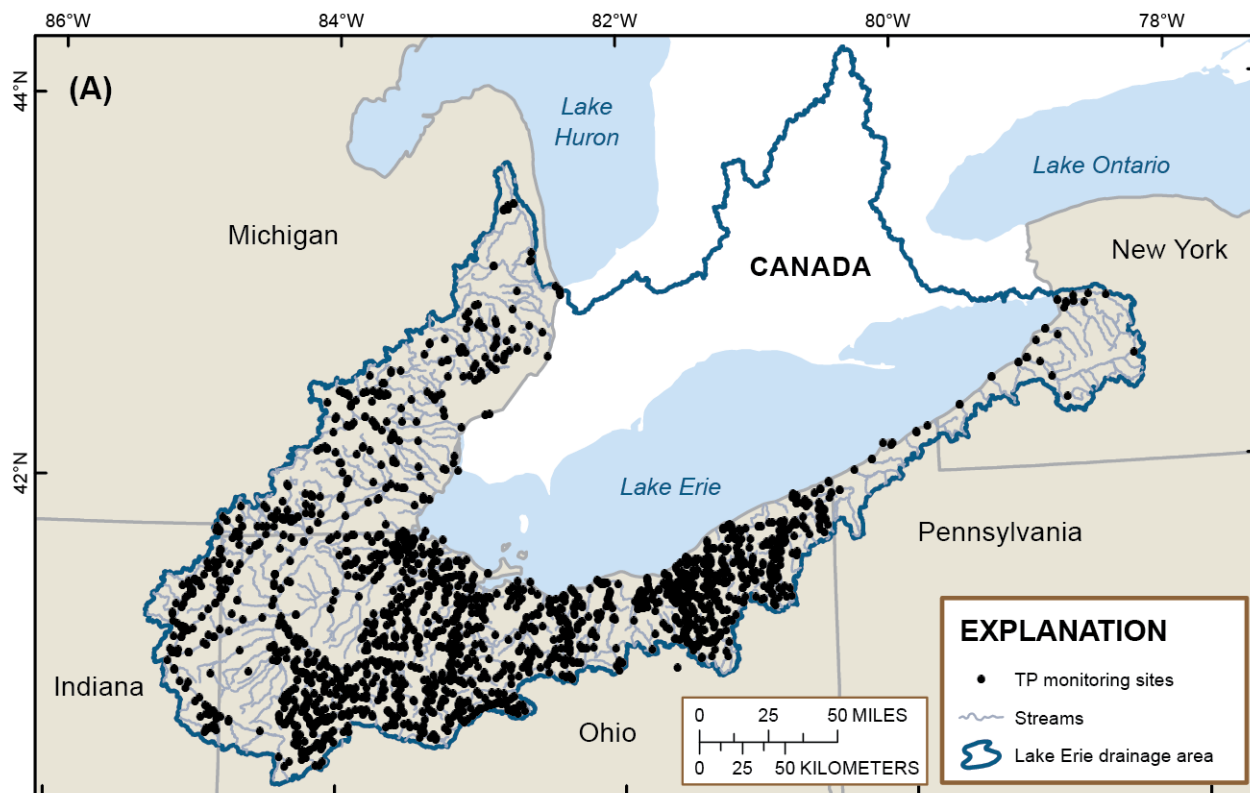 86°W
84°W
82°W
80°W
78°W
44°N
(A)
Lake
Huron
Lake Ontario
Michigan
New York
CANADA
42°N
Lake Erie
Pennsylvania
Indiana
Ohio
0 25 50 MILES
0 25 50 KILOMETERS
EXPLANATION
TP monitoring sites
Streams
Lake Erie drainage area